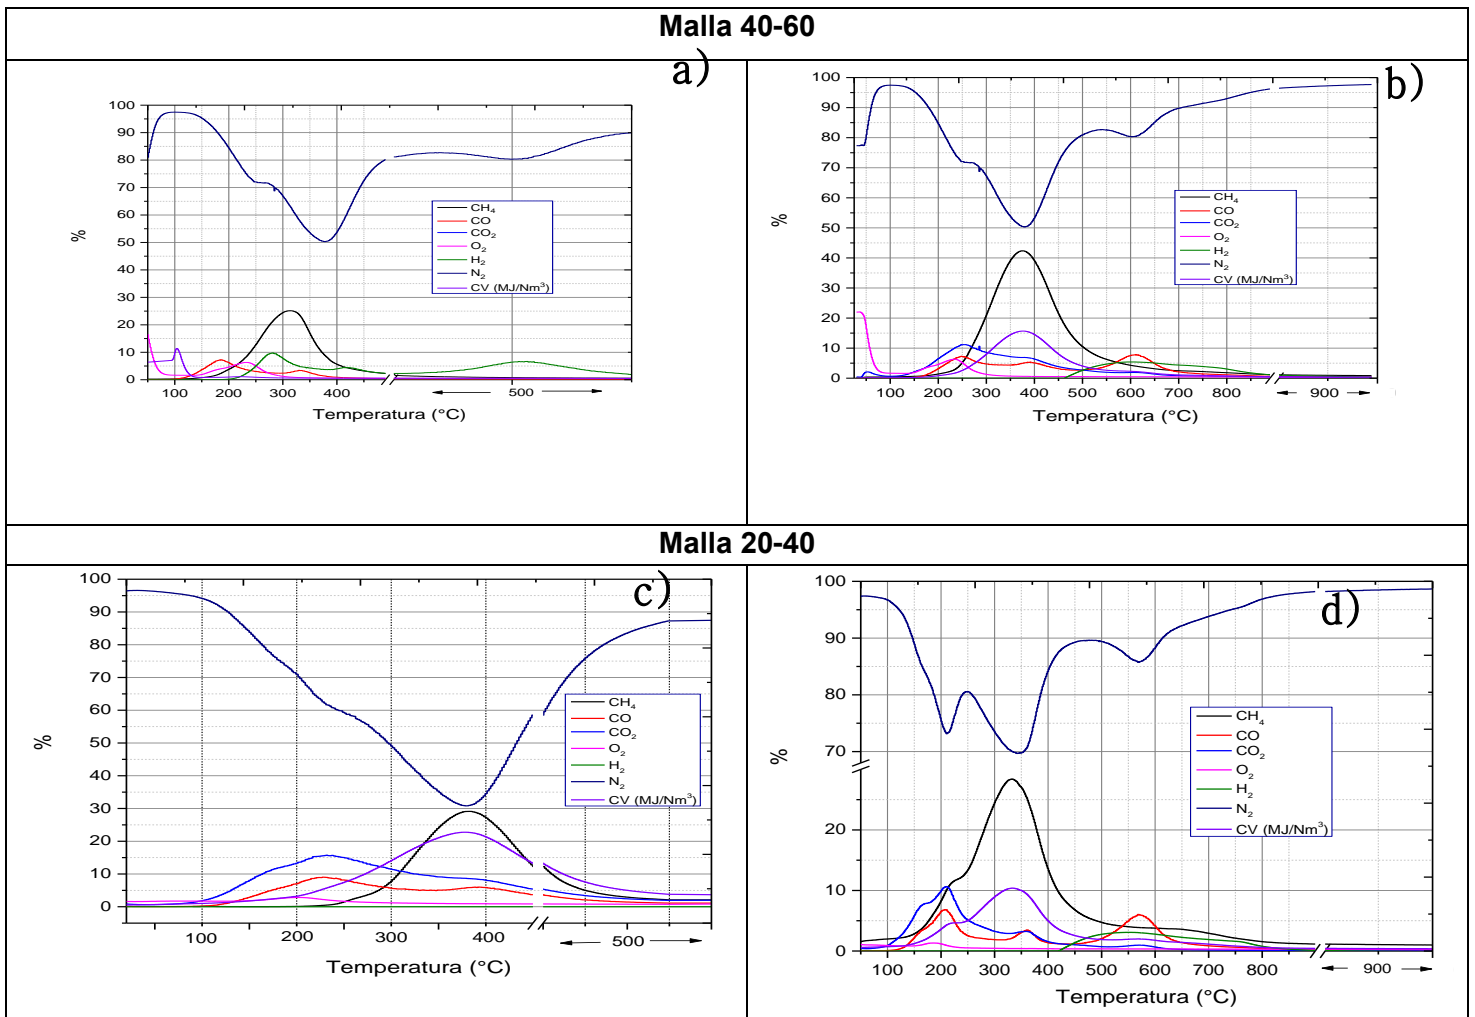 Malla 40-60
a)
100
90
80
70
60
50
40
30
20
10
0
%
CH₄
CO
CO₂
O₂
H₂
N₂
CV (MJ/Nm³)
100 200 300 400 500
Temperatura (°C)
b)
100
90
80
70
60
50
40
30
20
10
0
%
CH₄
CO
CO₂
O₂
H₂
N₂
CV (MJ/Nm³)
100 200 300 400 500 600 700 800 900
Temperatura (°C)
Malla 20-40
c)
100
90
80
70
60
50
40
30
20
10
0
%
CH₄
CO
CO₂
O₂
H₂
N₂
CV (MJ/Nm³)
100 200 300 400 500
Temperatura (°C)
d)
100
90
80
70
20
10
0
%
CH₄
CO
CO₂
O₂
H₂
N₂
CV (MJ/Nm³)
100 200 300 400 500 600 700 800 900
Temperatura (°C)